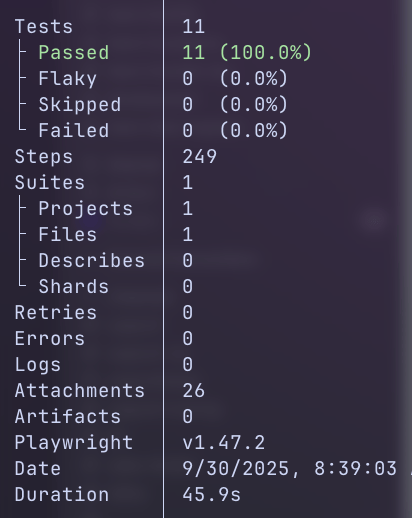 Tests 11
Passed 11 (100.0%)
Flaky 0 (0.0%)
Skipped 0 (0.0%)
Failed 0 (0.0%)
Steps 249
Suites 1
Projects 1
Files 1
Describes 0
Shards 0
Retries 0
Errors 0
Logs 0
Attachments 26
Artifacts 0
Playwright v1.47.2
Date 9/30/2025, 8:39:03
Duration 45.9s